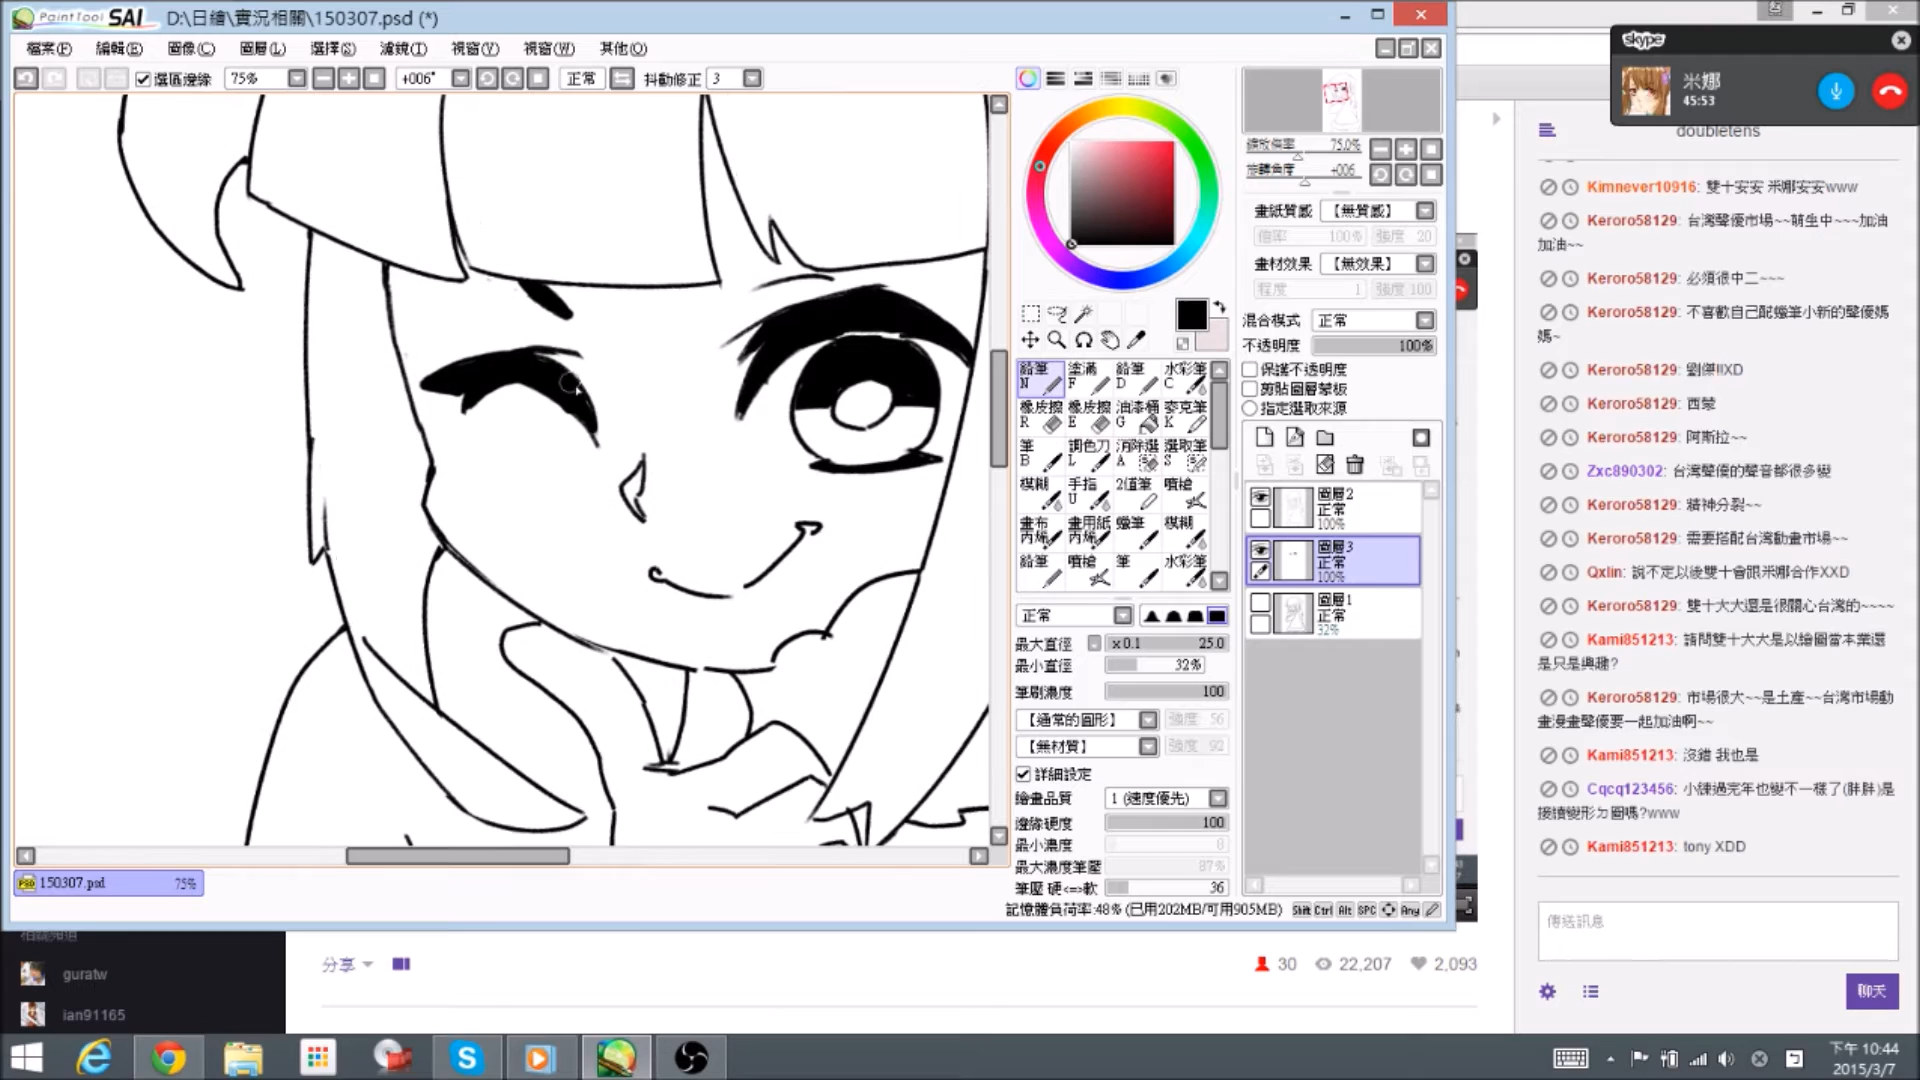 PaintTool SAI D:\日繪\實況相關\150307.psd (*)
檔案(F) 編輯(E) 圖像(C) 圖層(L) 選擇(S) 濾鏡(T) 視窗(V) 視窗(W) 其他(O)
選區邊緣 75% +006° 正常 抖動修正 3
縮放倍率 75.0%
旋轉角度 +006
畫紙質感 【無質感】
倍率 100% 強度 20
畫材效果 【無效果】
程度 1 強度 100
混合模式 正常
不透明度 100%
保護不透明度
剪貼圖層蒙板
指定選取來源
圖層2
正常
100%
圖層3
正常
100%
圖層1
正常
32%
鉛筆 N 塗滿 F 鉛筆 D 水彩筆 C
橡皮擦 R 橡皮擦 E 油漆桶 G 麥克筆 K
筆 B 調色刀 L 消除選 A 選取筆 S
模糊 手指 U 2值筆 噴槍
畫布丙烯 畫用紙丙烯 蠟筆 模糊
鉛筆 噴槍 筆 水彩筆
正常
最大直徑 x 0.1 25.0
最小直徑 32%
筆刷濃度 100
【通常的圓形】 強度 56
【無材質】 強度 92
詳細設定
繪畫品質 1 (速度優先)
邊緣硬度 100
最小濃度 0
最大濃度筆壓 87%
筆壓 硬<=>軟 36
記憶體負荷率:48% (已用202MB/可用905MB) Shift Ctrl Alt SPC Any
150307.psd 75%
skype
米娜
45:53
doubletens
Kimnever10916: 雙十安安 米娜安安www
Keroro58129: 台灣聲優市場~~萌生中~~~加油
加油~~
Keroro58129: 必須很中二~~~
Keroro58129: 不喜歡自己配蠟筆小新的聲優媽
媽~
Keroro58129: 劉傑!!XD
Keroro58129: 西蒙
Keroro58129: 阿斯拉~~
Zxc890302: 台灣聲優的聲音都很多變
Keroro58129: 精神分裂~~
Keroro58129: 需要搭配台灣動畫市場~~
Qxlin: 說不定以後雙十會跟米娜合作XXD
Keroro58129: 雙十大大還是很關心台灣的~~~~
Kami851213: 請問雙十大大是以繪圖當本業還
是只是興趣?
Keroro58129: 市場很大~~是土產~~台灣市場動
畫漫畫聲優要一起加油啊~~
Kami851213: 沒錯 我也是
Cqcq123456: 小鍊過完年也變不一樣了(胖胖)是
接讀變形ㄉ圖嗎?www
Kami851213: tony XDD
傳送訊息
聊天
相關頻道
guratw
ian91165
分享
30 22,207 2,093
下午 10:44
2015/3/7